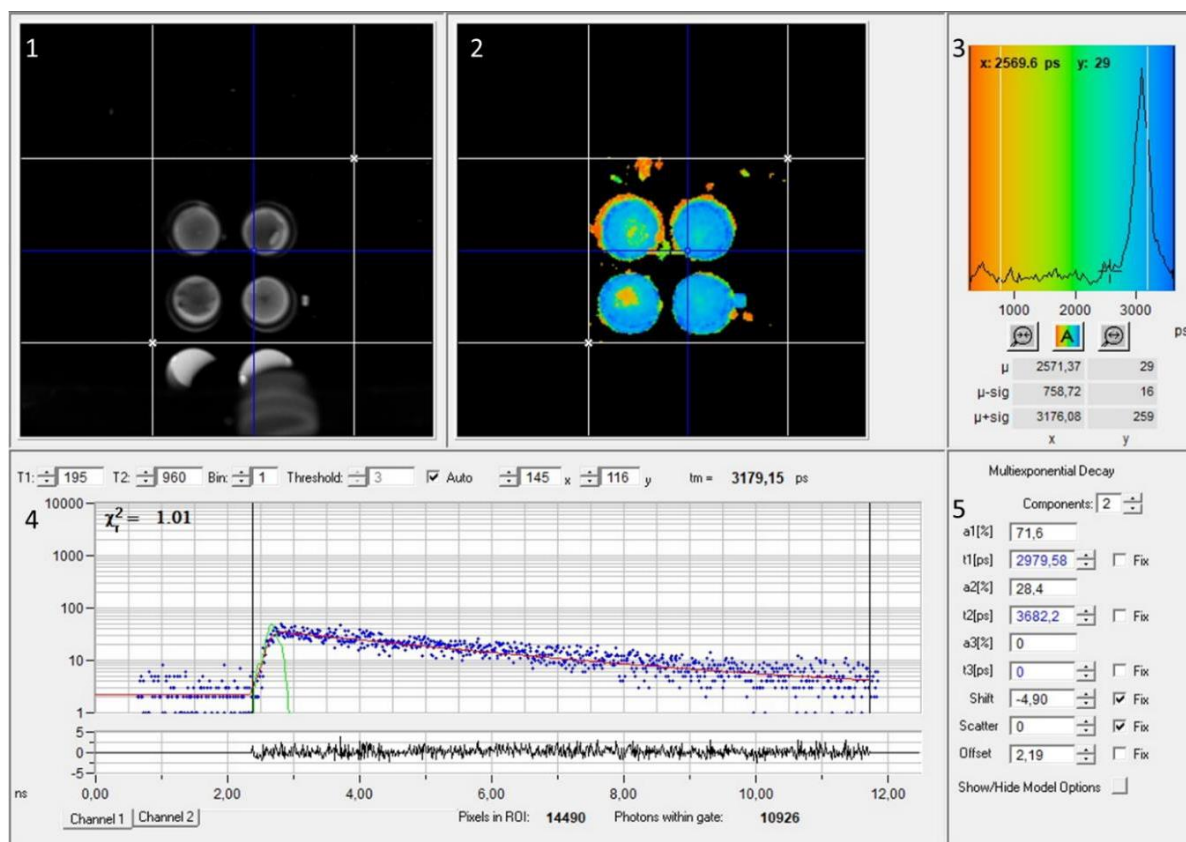 1
2
3
x: 2569.6 ps y: 29
1000 2000 3000
ps
A
µ 2571,37 29
µ-sig 758,72 16
µ+sig 3176,08 259
x y
T1: 195 T2: 960 Bin: 1 Threshold: 3 Auto 145 x 116 y tm = 3179,15 ps
4
χ²r = 1.01
10000
1000
100
10
1
5
0
-5
ns 0,00 2,00 4,00 6,00 8,00 10,00 12,00
Channel 1 Channel 2 Pixels in ROI: 14490 Photons within gate: 10926
Multiexponential Decay
5
Components: 2
a1[%] 71,6
t1[ps] 2979,58 Fix
a2[%] 28,4
t2[ps] 3682,2 Fix
a3[%] 0
t3[ps] 0 Fix
Shift -4,90 Fix
Scatter 0 Fix
Offset 2,19 Fix
Show/Hide Model Options